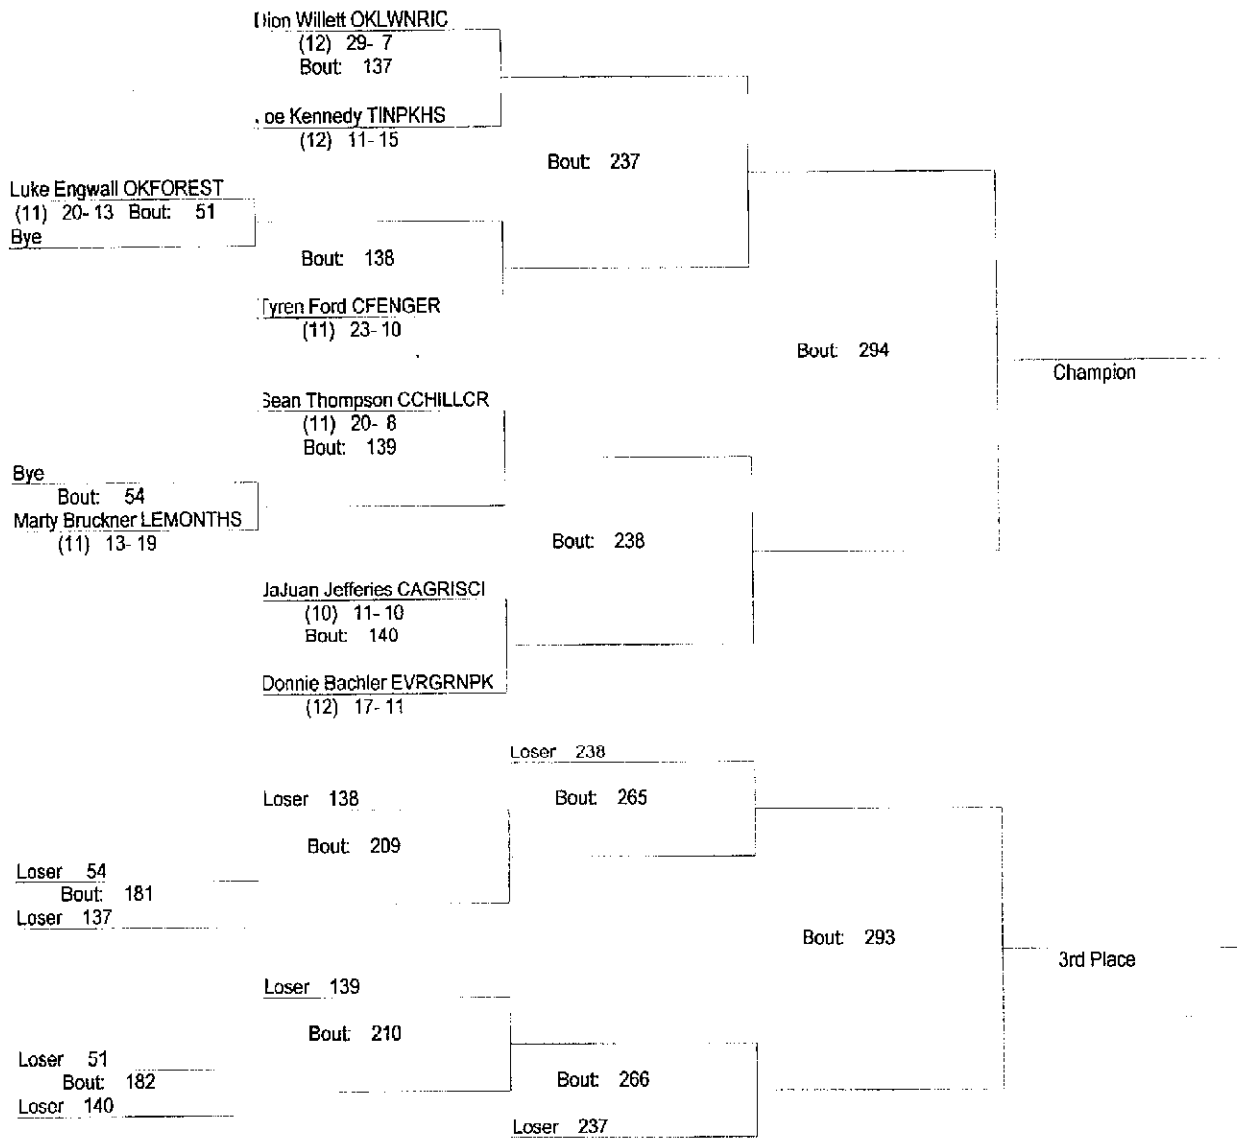 Dion Willett OKLWNRIC
(12) 29- 7
Bout: 137
Joe Kennedy TINPKHS
(12) 11- 15
Bout: 237
Luke Engwall OKFOREST
(11) 20- 13 Bout: 51
Bye
Bout: 138
Tyren Ford CFENGER
(11) 23- 10
Bout: 294
Champion
Sean Thompson CCHILLCR
(11) 20- 8
Bout: 139
Bye
Bout: 54
Marty Bruckner LEMONTHS
(11) 13- 19
Bout: 238
JaJuan Jefferies CAGRISCI
(10) 11- 10
Bout: 140
Donnie Bachler EVRGRNPK
(12) 17- 11
Loser 238
Loser 138
Bout: 265
Bout: 209
Loser 54
Bout: 181
Loser 137
Bout: 293
3rd Place
Loser 139
Bout: 210
Loser 51
Bout: 182
Loser 140
Bout: 266
Loser 237